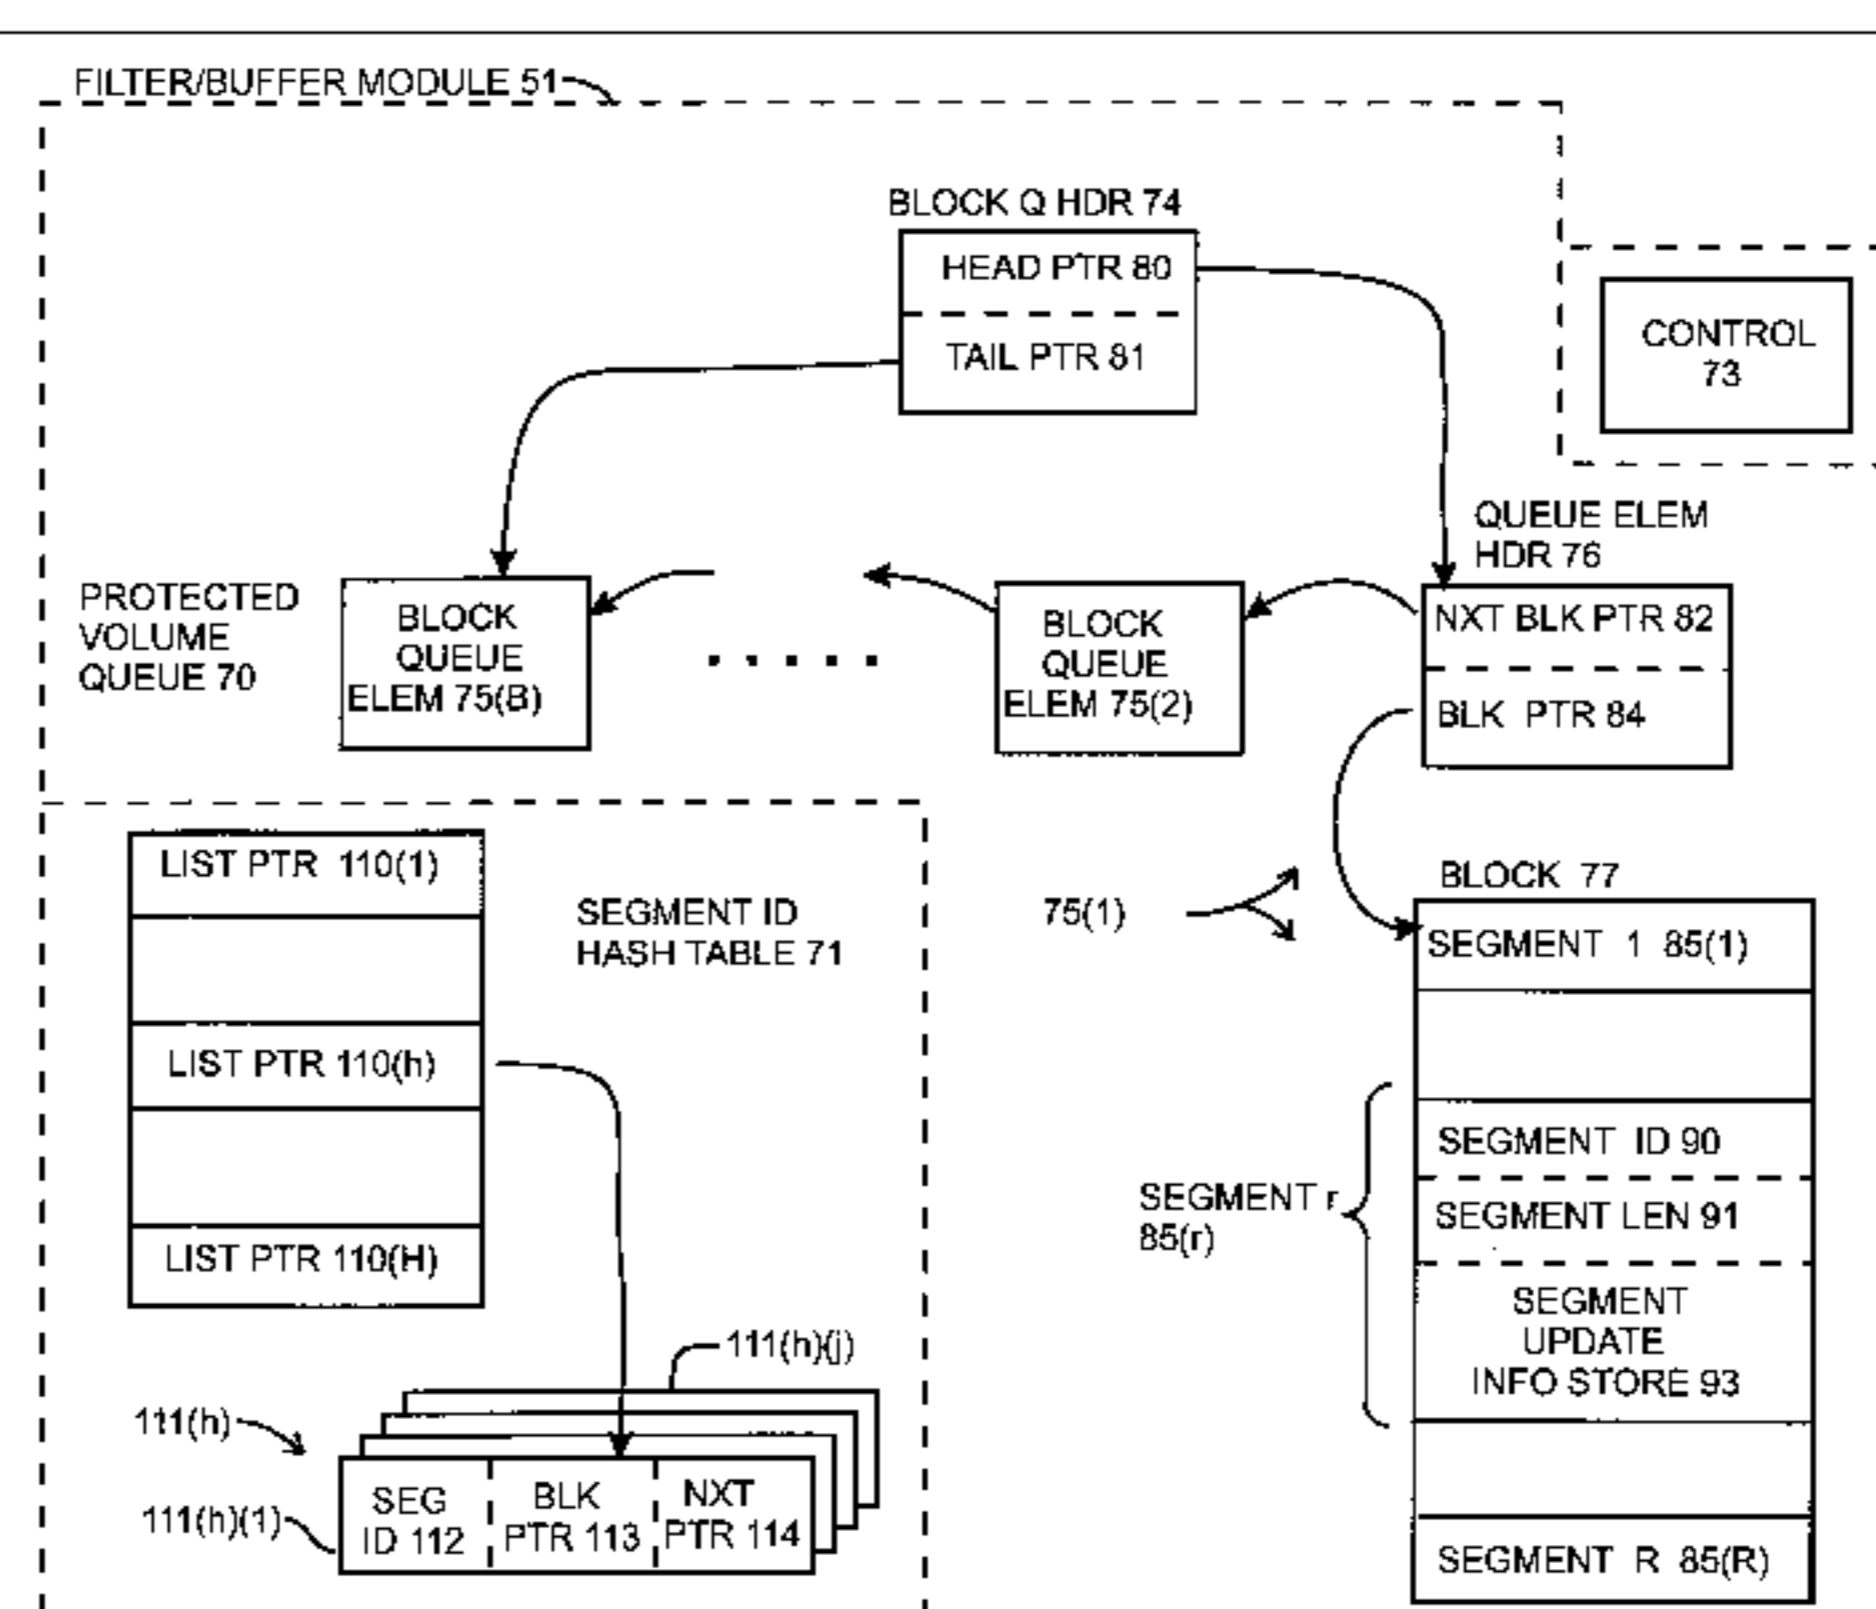 FILTER/BUFFER MODULE 51
BLOCK Q HDR 74
HEAD PTR 80
TAIL PTR 81
CONTROL
73
QUEUE ELEM
HDR 76
NXT BLK PTR 82
BLK PTR 84
PROTECTED
VOLUME
QUEUE 70
BLOCK
QUEUE
ELEM 75(B)
BLOCK
QUEUE
ELEM 75(2)
LIST PTR 110(1)
LIST PTR 110(h)
LIST PTR 110(H)
SEGMENT ID
HASH TABLE 71
75(1)
BLOCK 77
SEGMENT 1 85(1)
SEGMENT ID 90
SEGMENT LEN 91
SEGMENT
UPDATE
INFO STORE 93
SEGMENT R 85(R)
SEGMENT r
85(r)
111(h)(j)
111(h)
111(h)(1)
SEG
ID 112
BLK
PTR 113
NXT
PTR 114